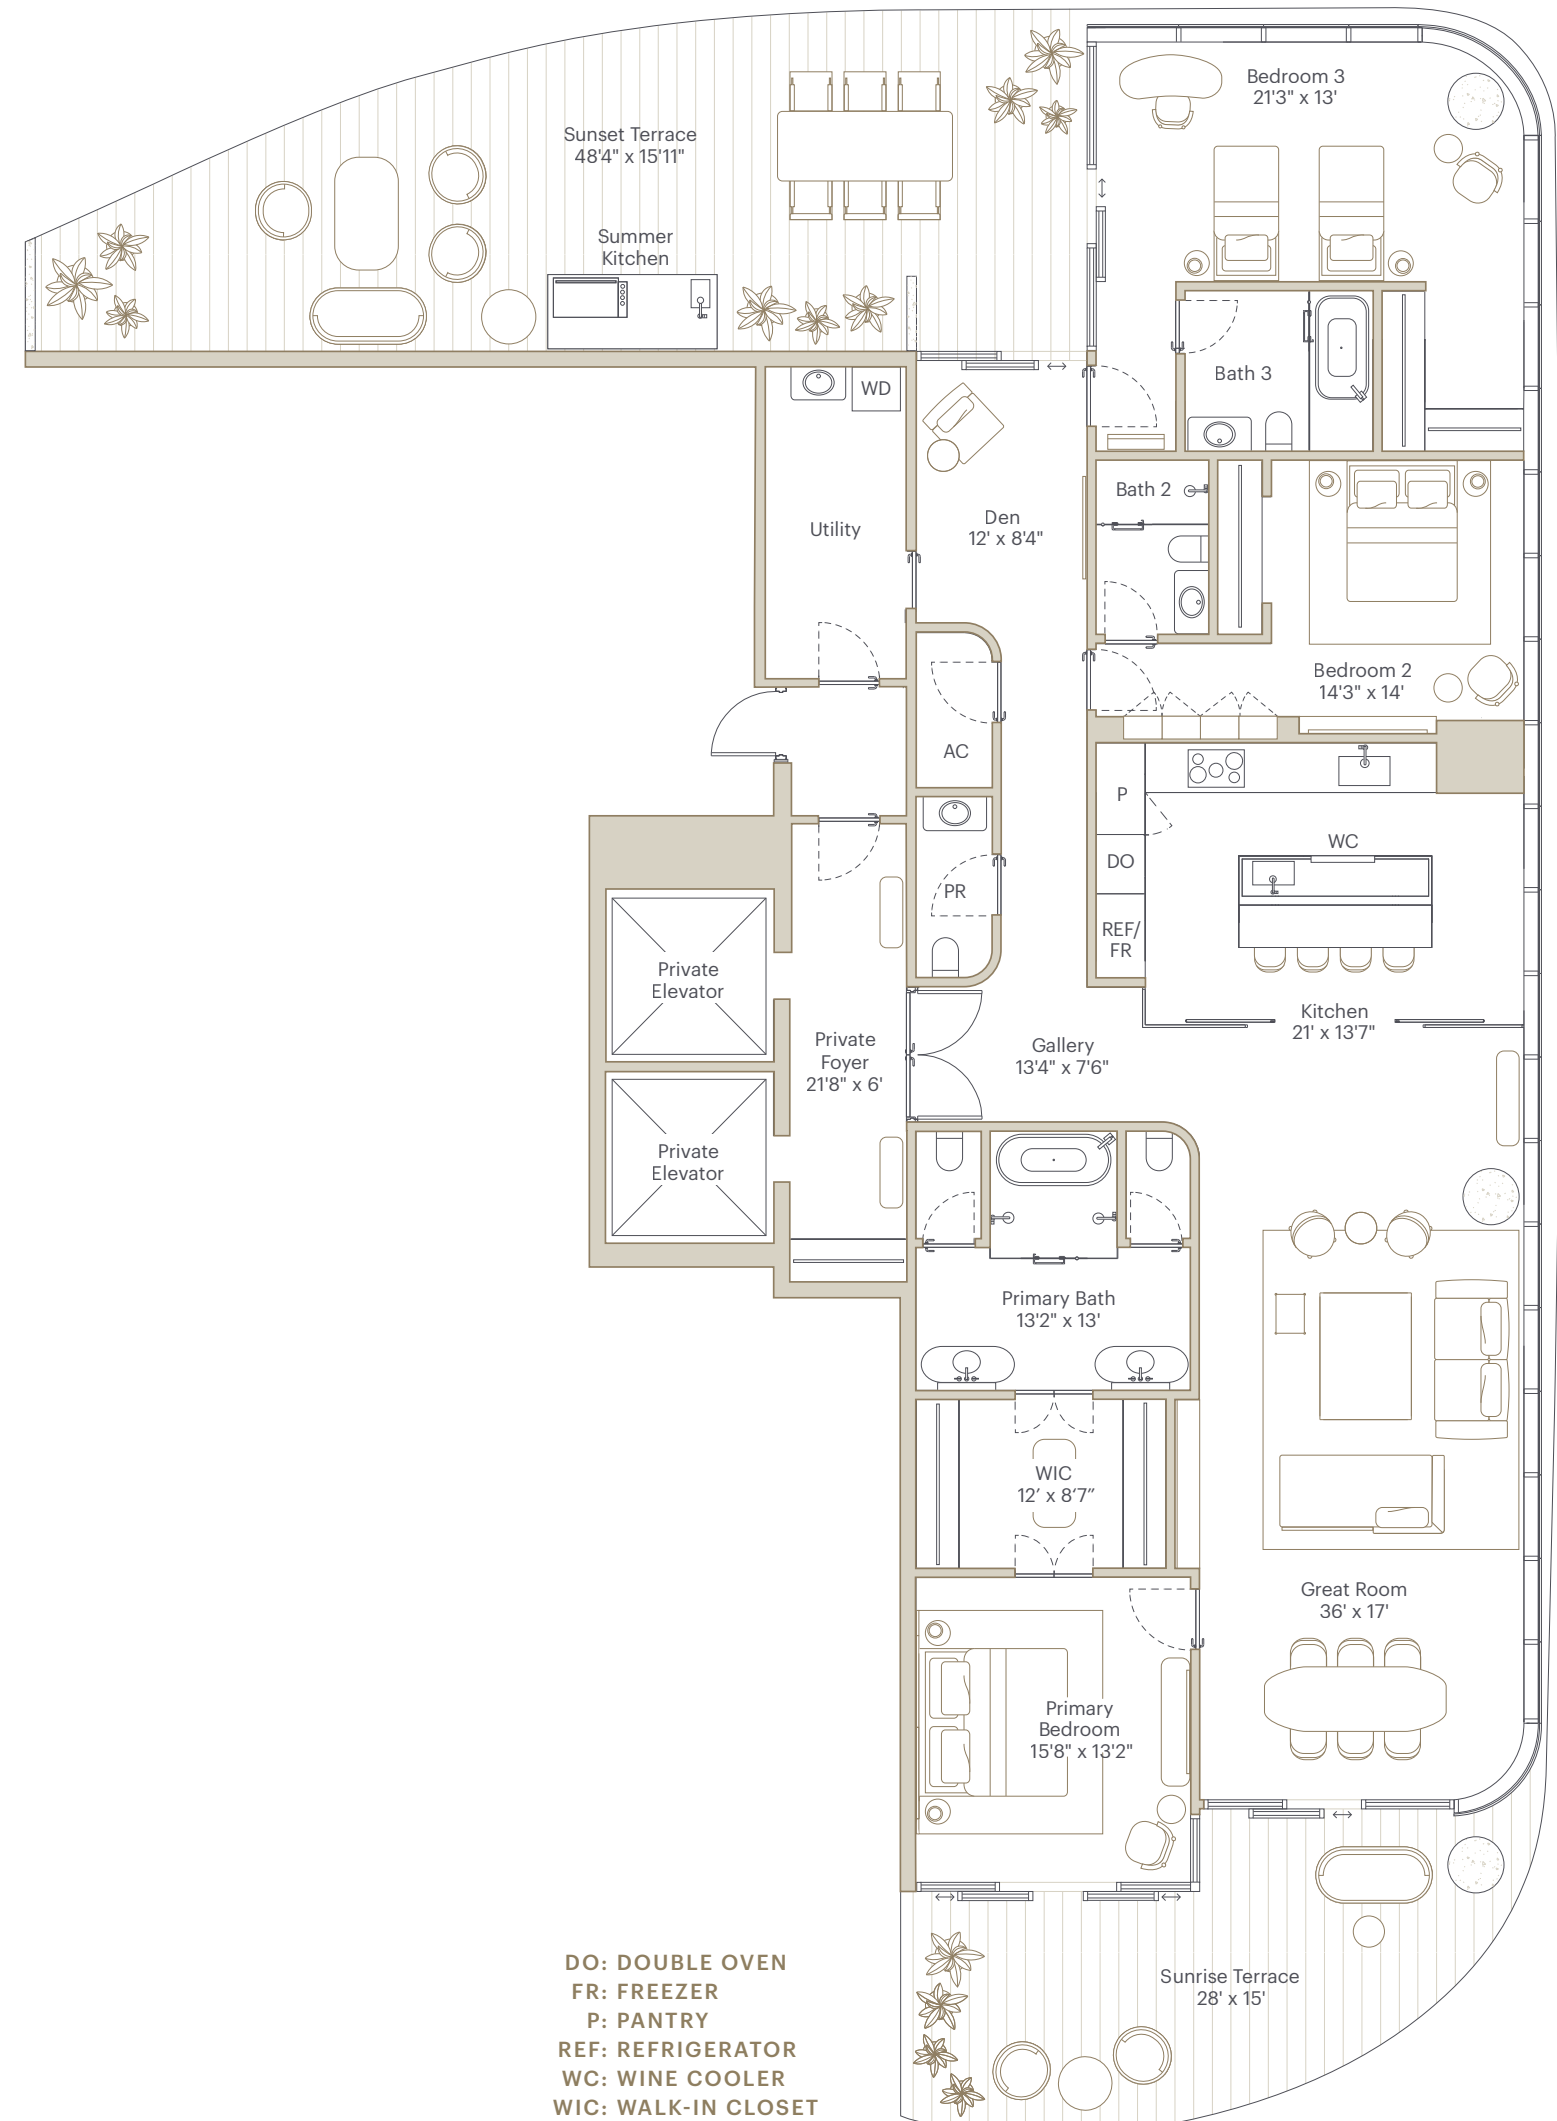 Bedroom 3
21'3" x 13'
Sunset Terrace
48'4" x 15'11"
Summer
Kitchen
Bath 3
WD
Bath 2
Den
12' x 8'4"
Utility
Bedroom 2
14'3" x 14'
AC
P
WC
DO
PR
REF/
FR
Private
Elevator
Kitchen
21' x 13'7"
Private
Foyer
21'8" x 6'
Gallery
13'4" x 7'6"
Private
Elevator
Primary Bath
13'2" x 13'
WIC
12’ x 8‘7”
Great Room
36' x 17'
Primary
Bedroom
15'8" x 13'2"
Sunrise Terrace
28' x 15'
DO: DOUBLE OVEN
FR: FREEZER
P: PANTRY
REF: REFRIGERATOR
WC: WINE COOLER
WIC: WALK-IN CLOSET